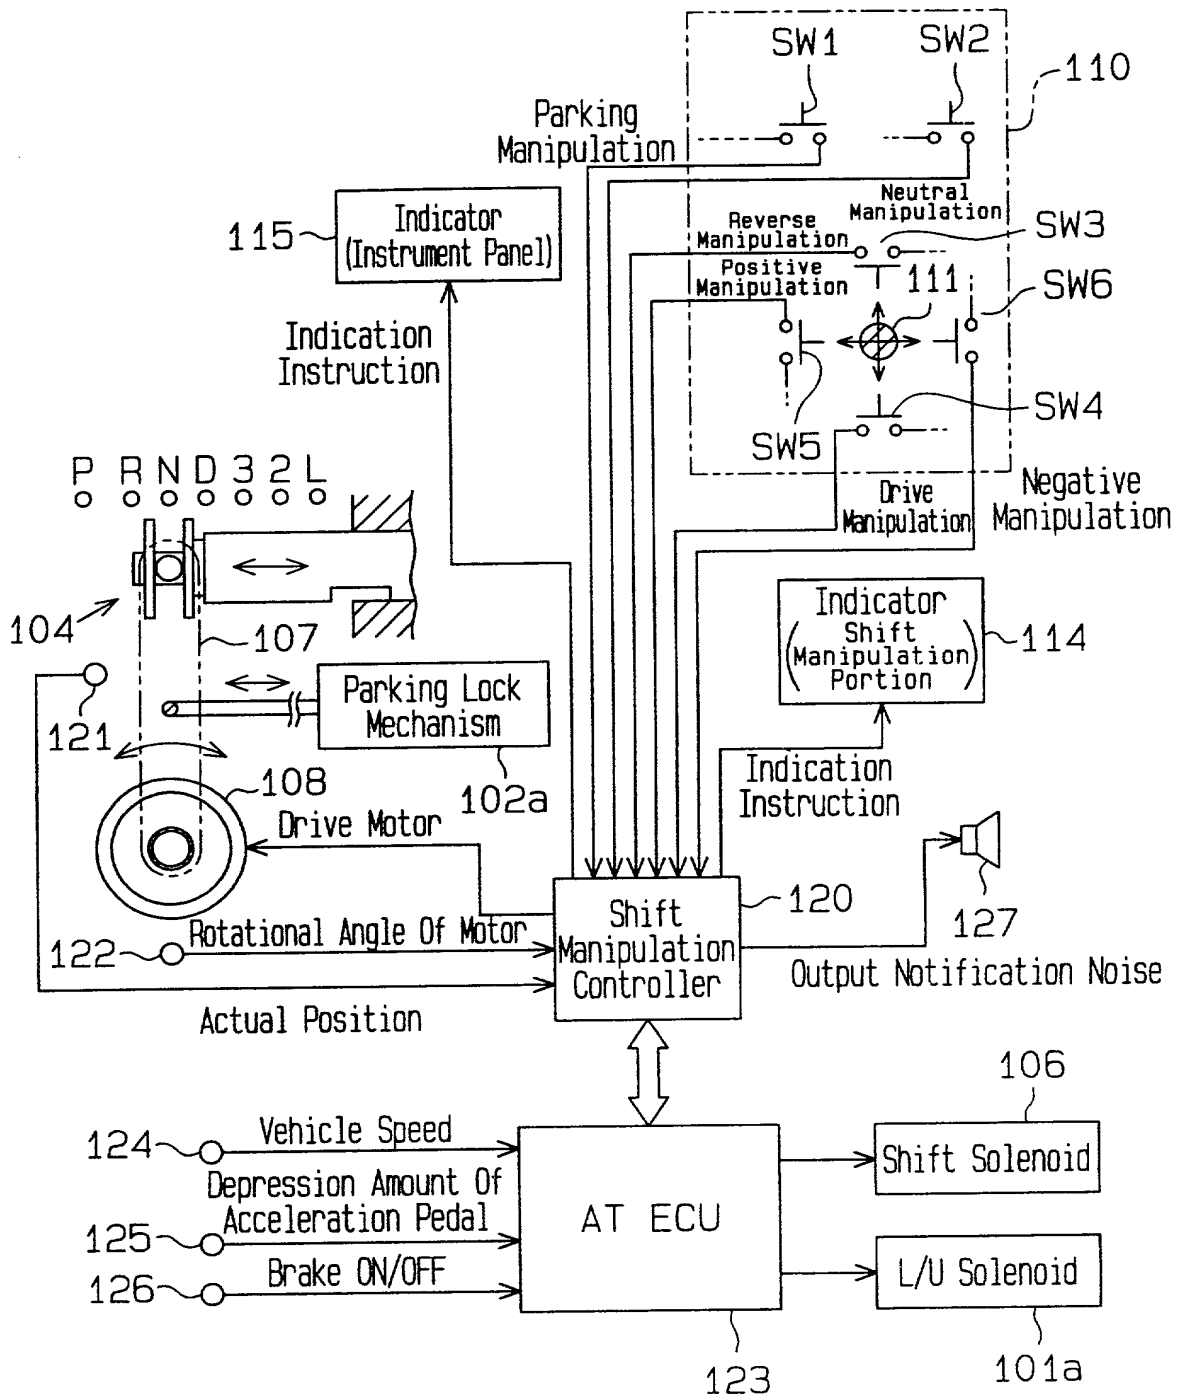 SW1
SW2
110
Parking
Manipulation
Neutral
Manipulation
115
Indicator
(Instrument Panel)
Reverse
Manipulation
SW3
Positive
Manipulation
111
SW6
Indication
Instruction
SW4
SW5
P R N D 3 2 L
Drive
Manipulation
Negative
Manipulation
104
107
Indicator
(Shift
Manipulation
Portion)
114
121
Parking Lock
Mechanism
102a
108
Indication
Instruction
Drive Motor
127
120
Shift
Manipulation
Controller
122
Rotational Angle Of Motor
Output Notification Noise
Actual Position
106
124
Vehicle Speed
Shift Solenoid
Depression Amount Of
Acceleration Pedal
125
AT ECU
126
Brake ON/OFF
L/U Solenoid
123
101a